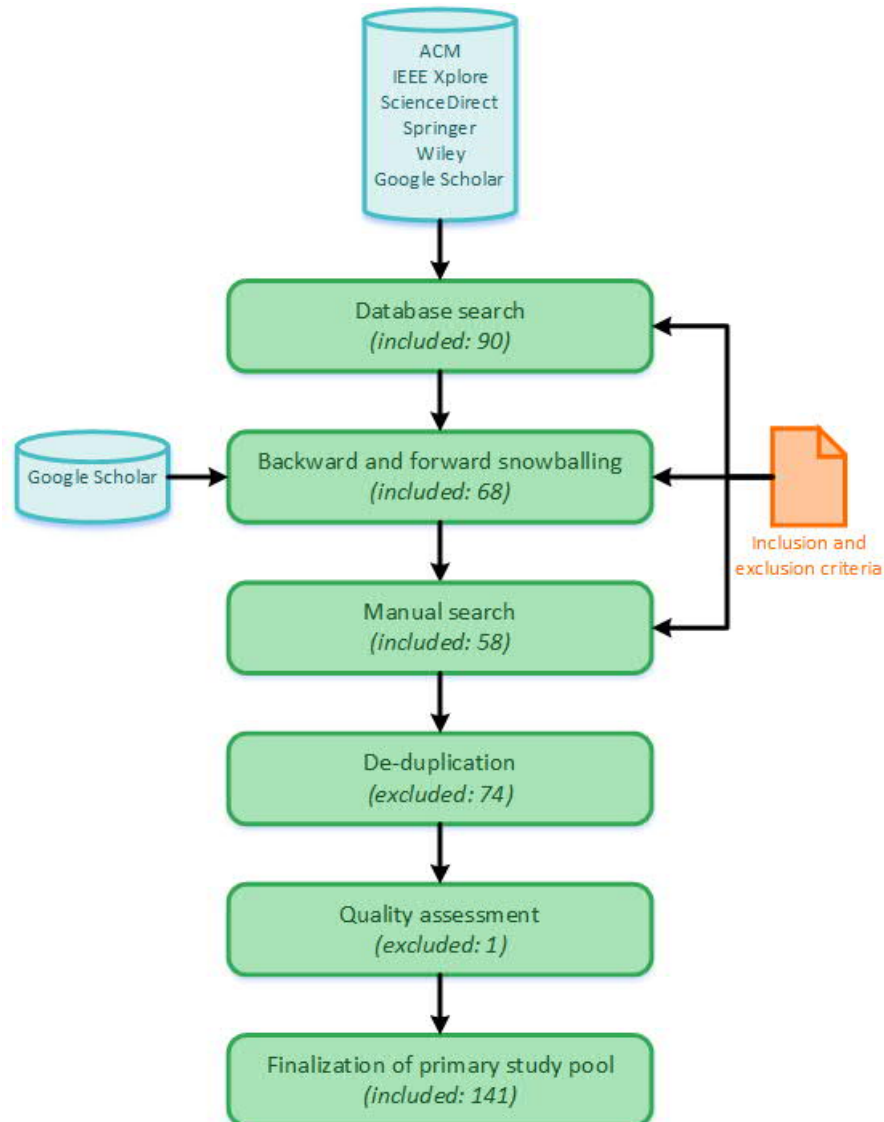 ACM
IEEE Xplore
ScienceDirect
Springer
Wiley
Google Scholar
Database search
(included: 90)
Google Scholar
Backward and forward snowballing
(included: 68)
Inclusion and
exclusion criteria
Manual search
(included: 58)
De-duplication
(excluded: 74)
Quality assessment
(excluded: 1)
Finalization of primary study pool
(included: 141)